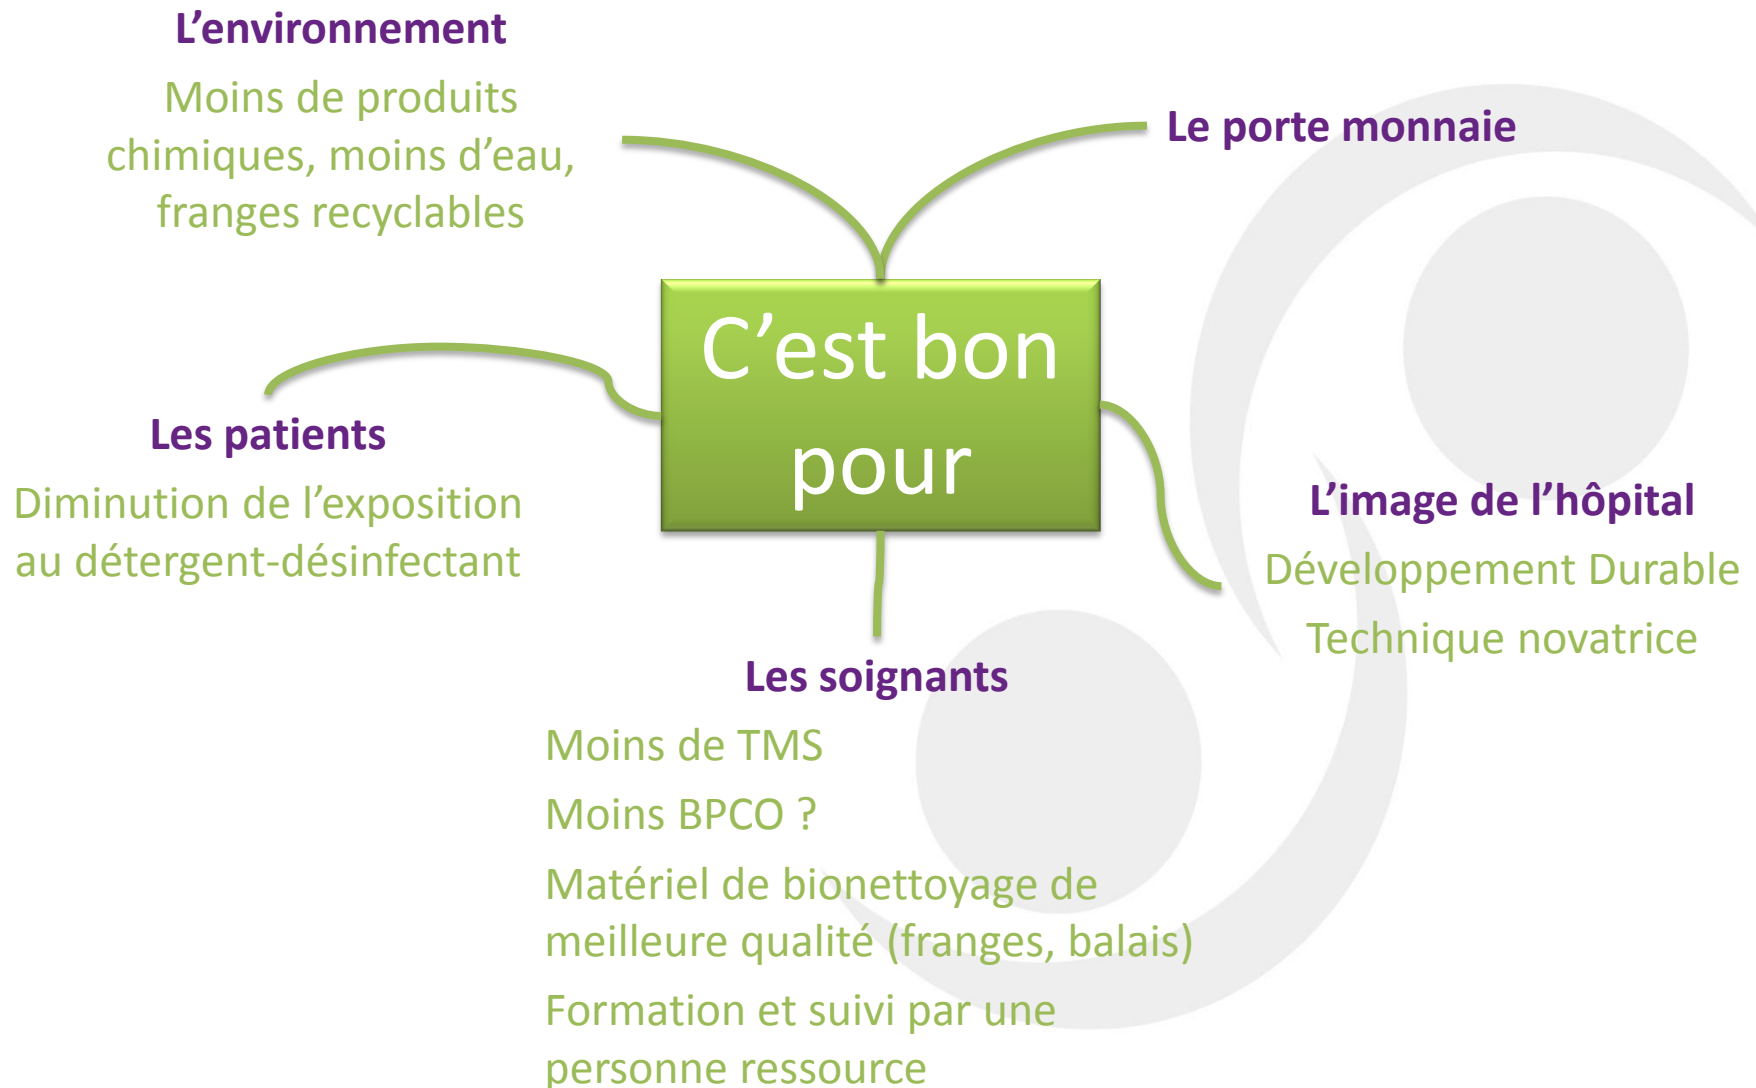 L’environnement
Moins de produits
chimiques, moins d’eau,
franges recyclables
Le porte monnaie
C’est bon
pour
Les patients
Diminution de l’exposition
au détergent-désinfectant
L’image de l’hôpital
Développement Durable
Technique novatrice
Les soignants
Moins de TMS
Moins BPCO ?
Matériel de bionettoyage de
meilleure qualité (franges, balais)
Formation et suivi par une
personne ressource